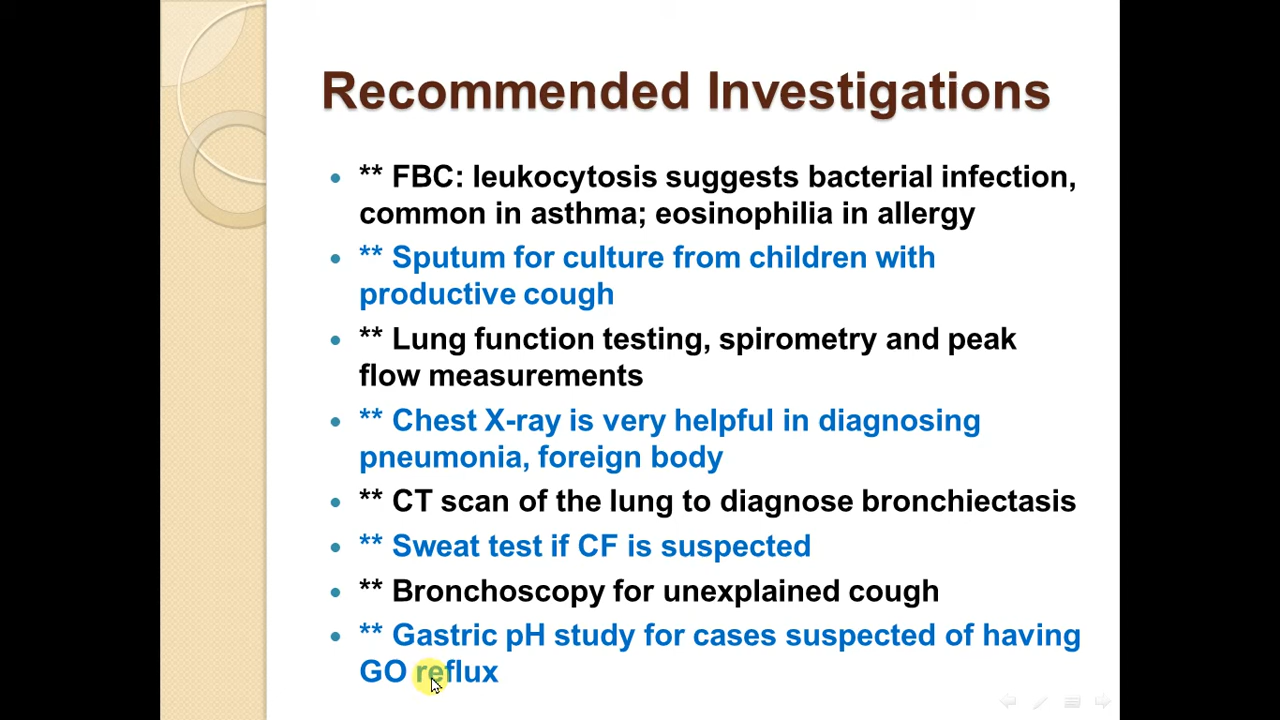 Recommended Investigations
** FBC: leukocytosis suggests bacterial infection,
common in asthma; eosinophilia in allergy
** Sputum for culture from children with
productive cough
** Lung function testing, spirometry and peak
flow measurements
** Chest X-ray is very helpful in diagnosing
pneumonia, foreign body
** CT scan of the lung to diagnose bronchiectasis
** Sweat test if CF is suspected
** Bronchoscopy for unexplained cough
** Gastric pH study for cases suspected of having
GO reflux